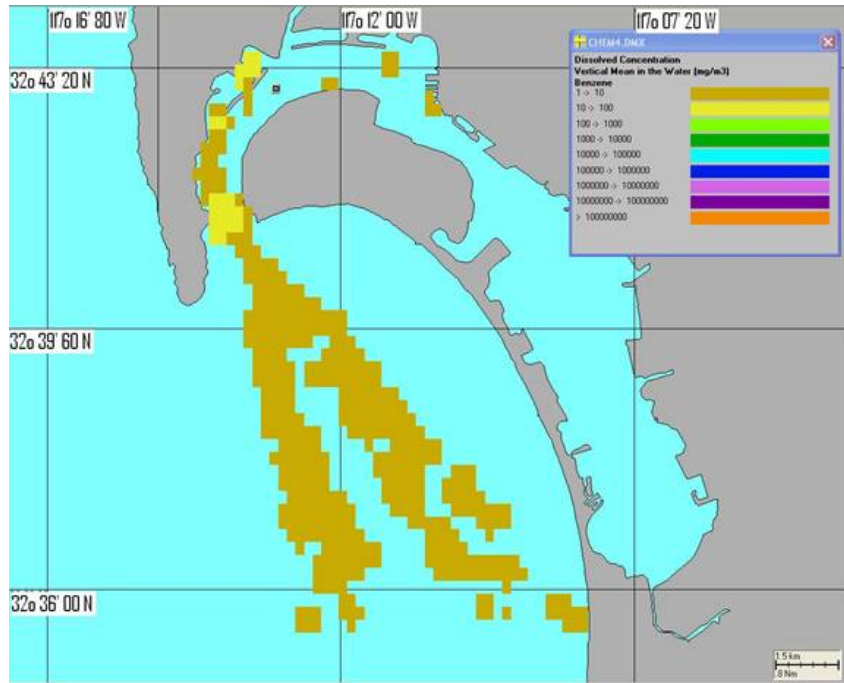 117o 16' 80 W
117o 12' 00 W
117o 07' 20 W
32o 43' 20 N
32o 39' 60 N
32o 36' 00 N
CHEM4.DMX
Dissolved Concentration
Vertical Mean in the Water (mg/m3)
Benzene
1 -> 10
10 -> 100
100 -> 1000
1000 -> 10000
10000 -> 100000
100000 -> 1000000
1000000 -> 10000000
10000000 -> 100000000
> 100000000
1.5 km
.8 Nm